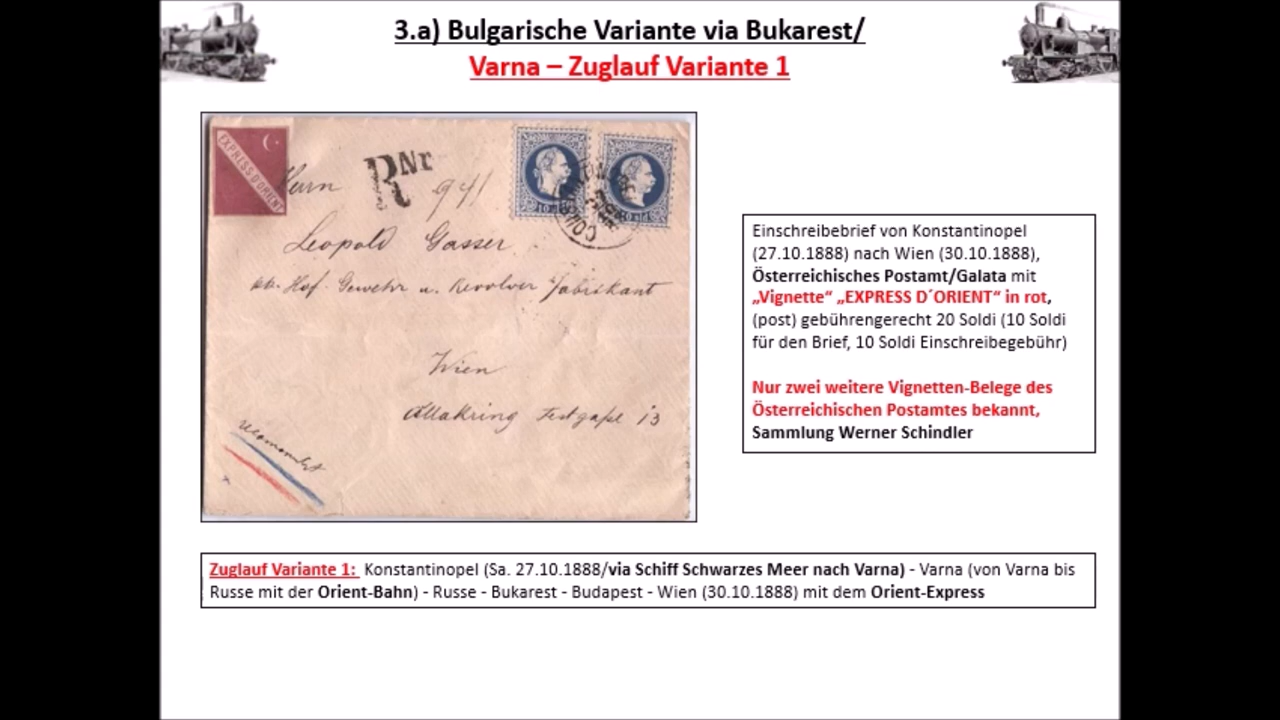 3.a) Bulgarische Variante via Bukarest/
Varna – Zuglauf Variante 1
EXPRESS D'ORIENT
RNr
Herrn
Leopold Gasser
kk. Hof. Gewehr u. Revolver Fabrikant
Wien
Ottakring Festgaße 13
Einschreibebrief von Konstantinopel
(27.10.1888) nach Wien (30.10.1888),
Österreichisches Postamt/Galata mit
„Vignette“ „EXPRESS D´ORIENT“ in rot,
(post) gebührengerecht 20 Soldi (10 Soldi
für den Brief, 10 Soldi Einschreibegebühr)
Nur zwei weitere Vignetten-Belege des
Österreichischen Postamtes bekannt,
Sammlung Werner Schindler
Zuglauf Variante 1: Konstantinopel (Sa. 27.10.1888/via Schiff Schwarzes Meer nach Varna) - Varna (von Varna bis
Russe mit der Orient-Bahn) - Russe - Bukarest - Budapest - Wien (30.10.1888) mit dem Orient-Express